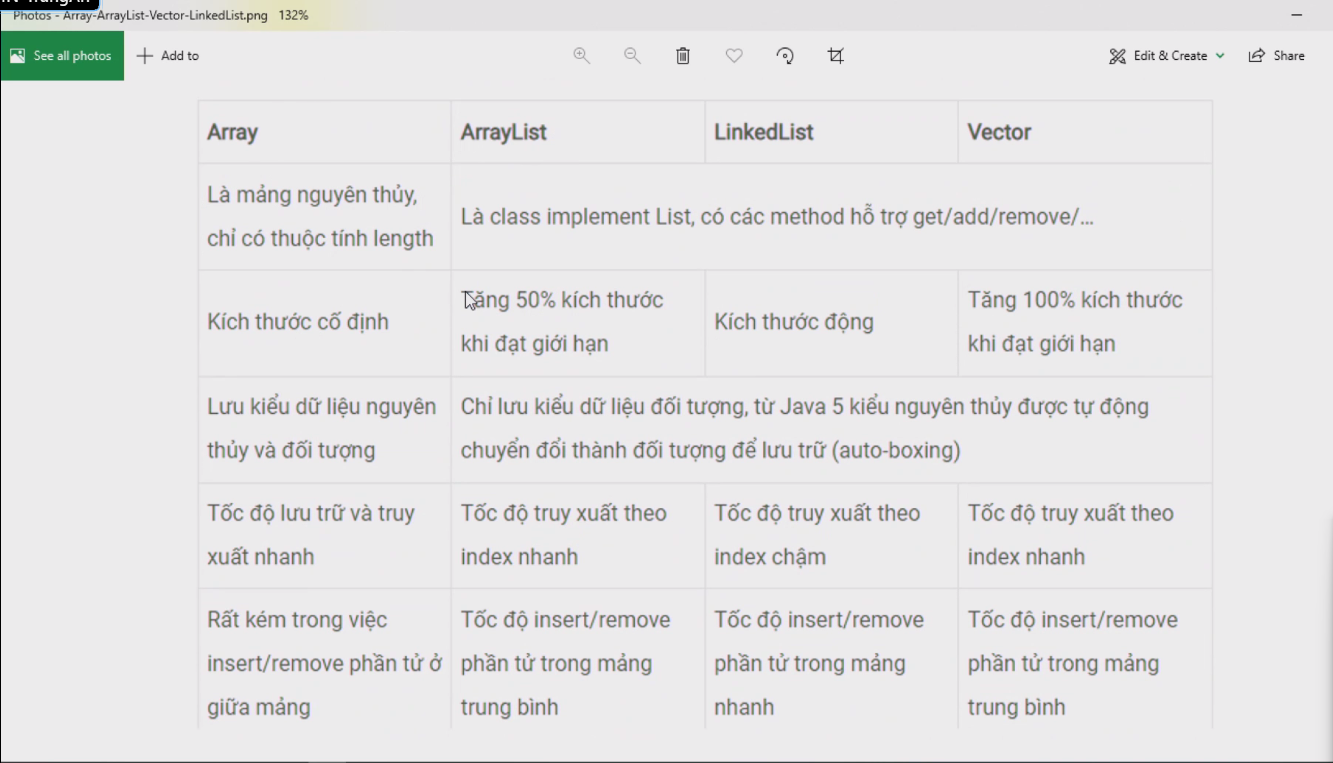 Photos - Array-ArrayList-Vector-LinkedList.png 132%
See all photos
Add to
Edit & Create
Share
Array
ArrayList
LinkedList
Vector
Là mảng nguyên thủy,
chỉ có thuộc tính length
Là class implement List, có các method hỗ trợ get/add/remove/...
Kích thước cố định
Tăng 50% kích thước
khi đạt giới hạn
Kích thước động
Tăng 100% kích thước
khi đạt giới hạn
Lưu kiểu dữ liệu nguyên
thủy và đối tượng
Chỉ lưu kiểu dữ liệu đối tượng, từ Java 5 kiểu nguyên thủy được tự động
chuyển đổi thành đối tượng để lưu trữ (auto-boxing)
Tốc độ lưu trữ và truy
xuất nhanh
Tốc độ truy xuất theo
index nhanh
Tốc độ truy xuất theo
index chậm
Tốc độ truy xuất theo
index nhanh
Rất kém trong việc
insert/remove phần tử ở
giữa mảng
Tốc độ insert/remove
phần tử trong mảng
trung bình
Tốc độ insert/remove
phần tử trong mảng
nhanh
Tốc độ insert/remove
phần tử trong mảng
trung bình